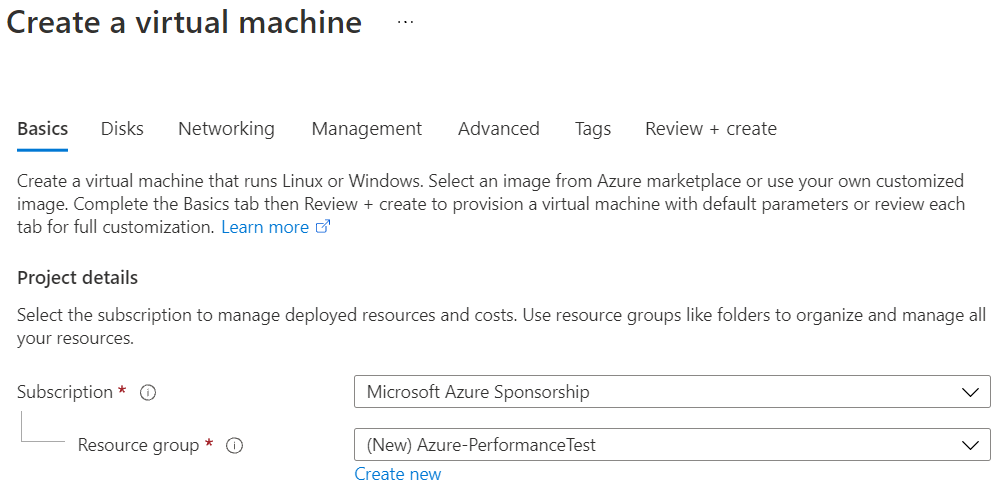 Create a virtual machine ...
Basics Disks Networking Management Advanced Tags Review + create
Create a virtual machine that runs Linux or Windows. Select an image from Azure marketplace or use your own customized
image. Complete the Basics tab then Review + create to provision a virtual machine with default parameters or review each
tab for full customization. Learn more
Project details
Select the subscription to manage deployed resources and costs. Use resource groups like folders to organize and manage all
your resources.
Subscription * Microsoft Azure Sponsorship
Resource group * (New) Azure-PerformanceTest
Create new